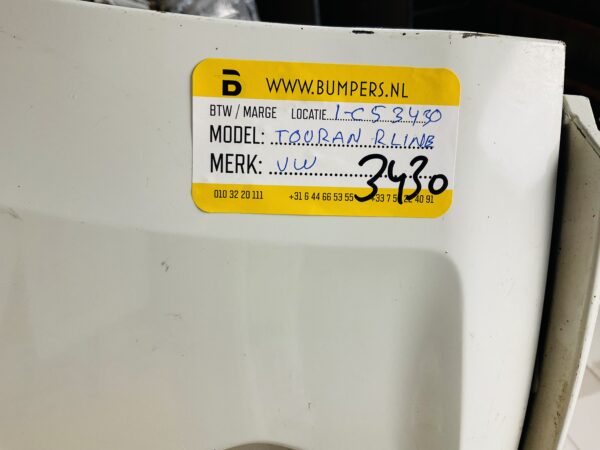 B WWW.BUMPERS.NL
BTW / MARGE LOCATIE 1-C5 3430
MODEL: TOURAN RLINE
MERK: VW 3430
010 32 20 111 +31 6 44 66 53 55